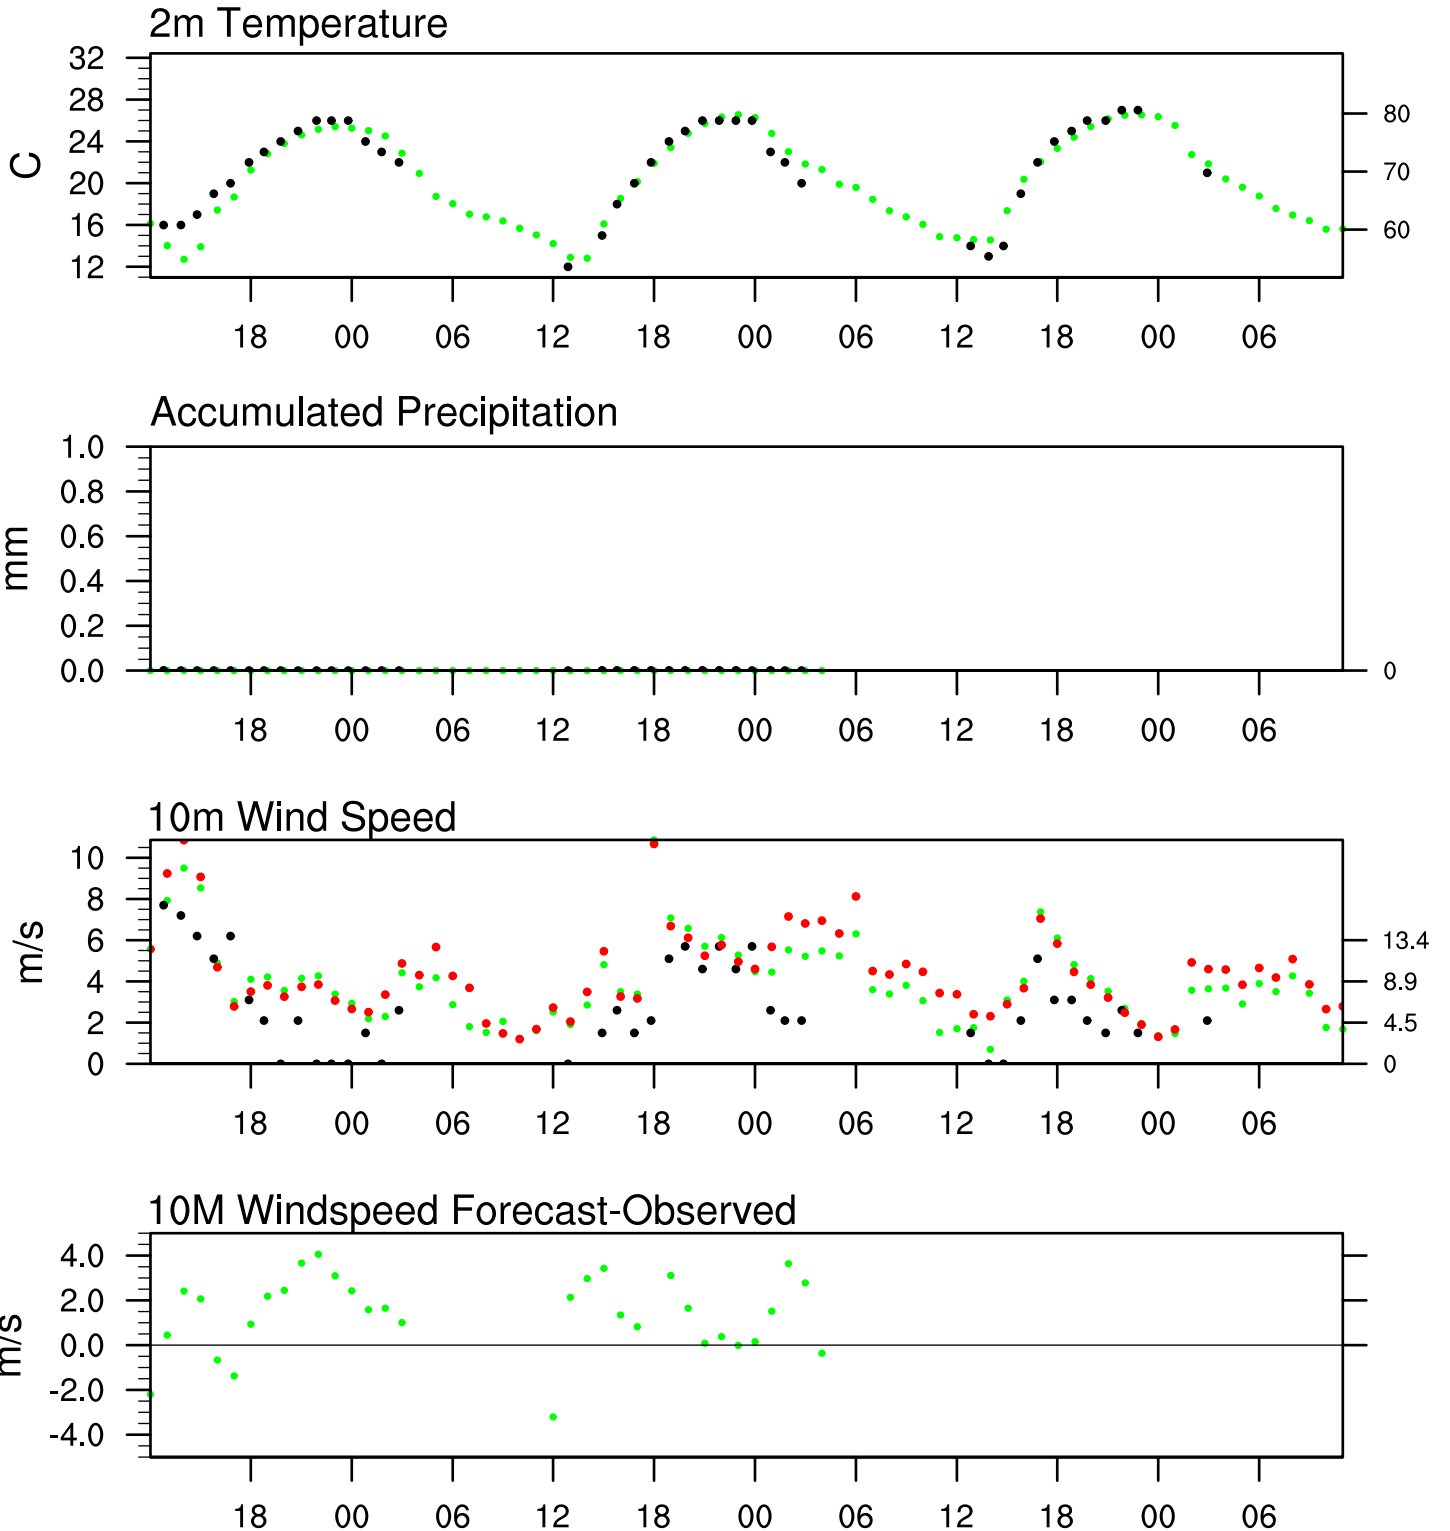 2m Temperature
32
28
24
20
16
12
C
80
70
60
18 00 06 12 18 00 06 12 18 00 06
Accumulated Precipitation
1.0
0.8
0.6
0.4
0.2
0.0
mm
0
18 00 06 12 18 00 06 12 18 00 06
10m Wind Speed
10
8
6
4
2
0
m/s
13.4
8.9
4.5
0
18 00 06 12 18 00 06 12 18 00 06
10M Windspeed Forecast-Observed
4.0
2.0
0.0
-2.0
-4.0
m/s
18 00 06 12 18 00 06 12 18 00 06